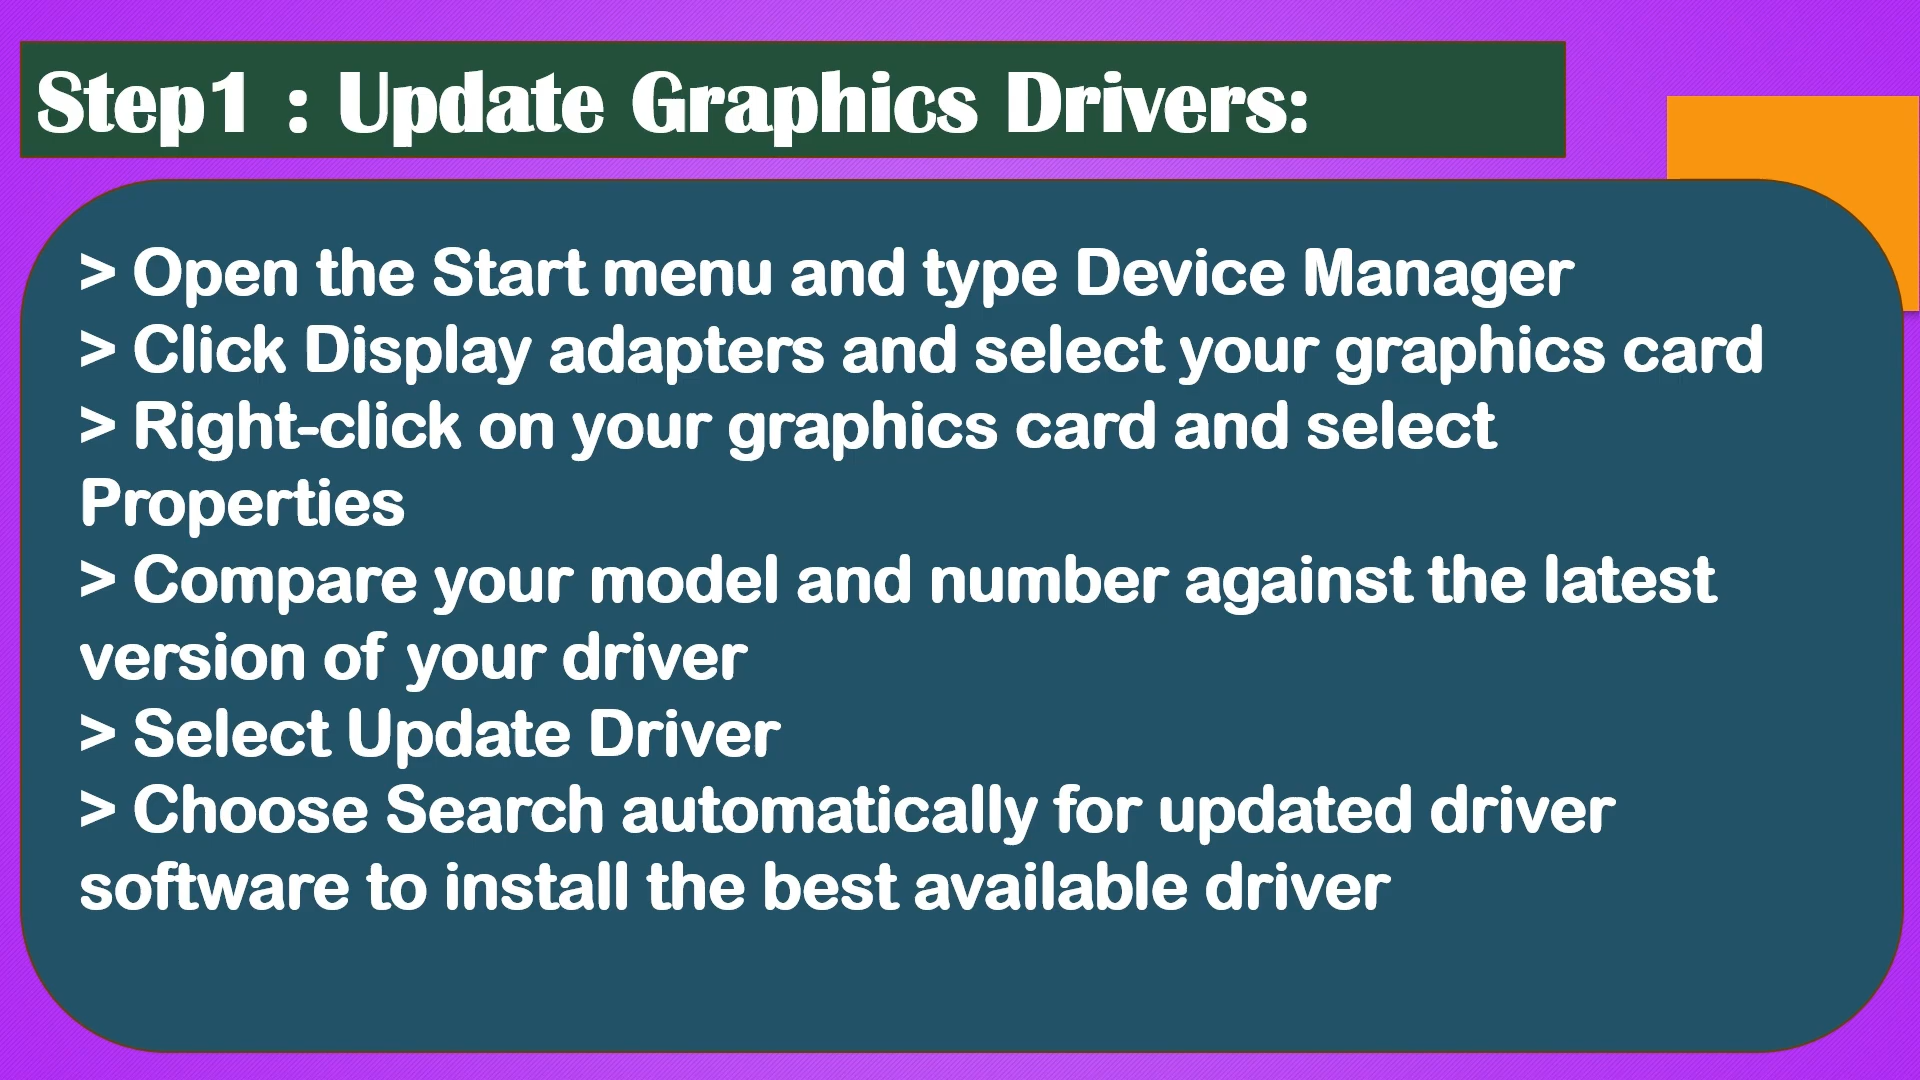 Step1 : Update Graphics Drivers:
> Open the Start menu and type Device Manager
> Click Display adapters and select your graphics card
> Right-click on your graphics card and select
Properties
> Compare your model and number against the latest
version of your driver
> Select Update Driver
> Choose Search automatically for updated driver
software to install the best available driver